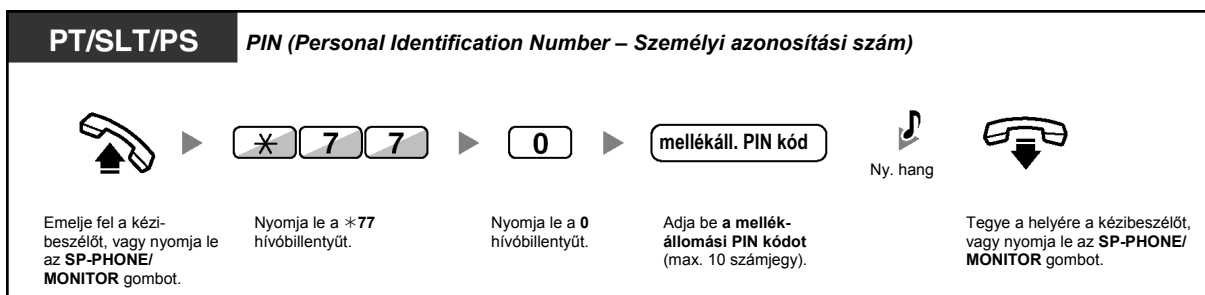 PT/SLT/PS
PIN (Personal Identification Number – Személyi azonosítási szám)
✳ 7 7
0
mellékáll. PIN kód
Ny. hang
Emelje fel a kézi-
beszélőt, vagy nyomja le
az SP-PHONE/
MONITOR gombot.
Nyomja le a ✳77
hívóbillentyűt.
Nyomja le a 0
hívóbillentyűt.
Adja be a mellék-
állomási PIN kódot
(max. 10 számjegy).
Tegye a helyére a kézibeszélőt,
vagy nyomja le az SP-PHONE/
MONITOR gombot.